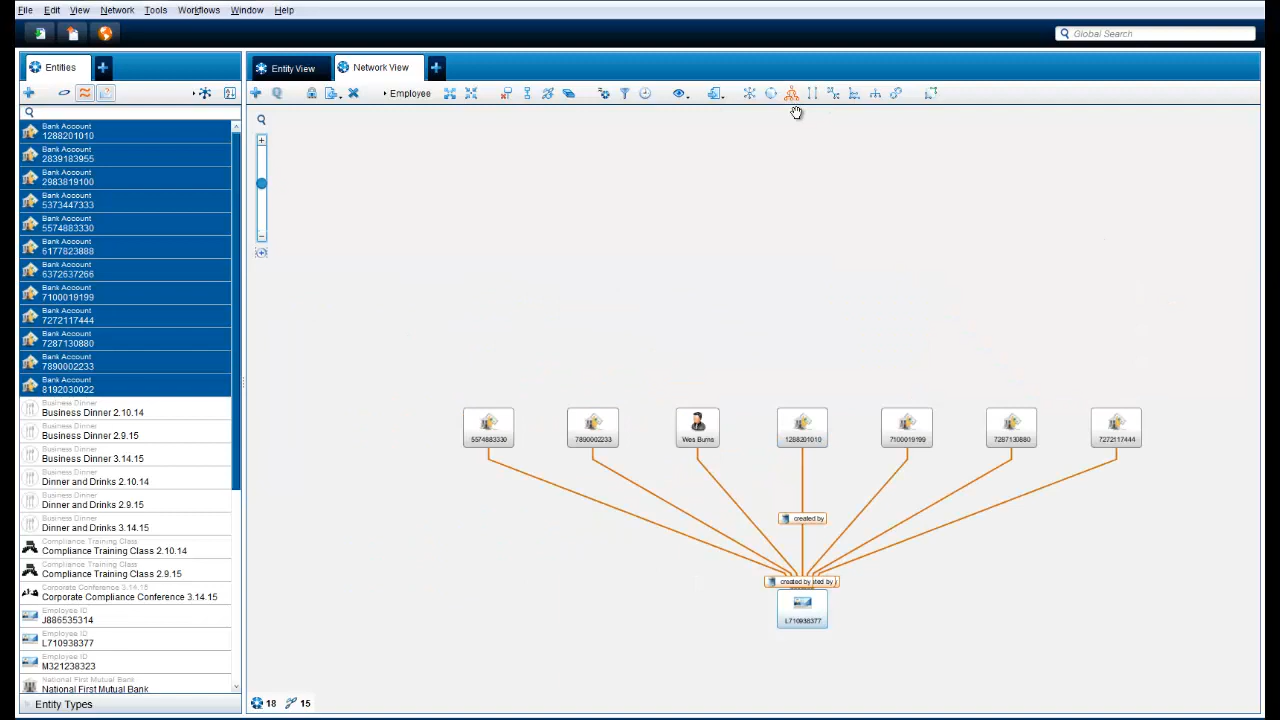 File Edit View Network Tools Workflows Window Help
Global Search
Entities
Entity View
Network View
Employee
Bank Account
1288201010
Bank Account
2839183955
Bank Account
2983819100
Bank Account
5373447333
Bank Account
5574883330
Bank Account
6177823888
Bank Account
6372637266
Bank Account
7100019199
Bank Account
7272117444
Bank Account
7287130880
Bank Account
7890002233
Bank Account
8192030022
Business Dinner
Business Dinner 2.10.14
Business Dinner
Business Dinner 2.9.15
Business Dinner
Business Dinner 3.14.15
Business Dinner
Dinner and Drinks 2.10.14
Business Dinner
Dinner and Drinks 2.9.15
Business Dinner
Dinner and Drinks 3.14.15
Compliance Training Class
Compliance Training Class 2.10.14
Compliance Training Class
Compliance Training Class 2.9.15
Corporate Conference 3.14.15
Corporate Compliance Conference 3.14.15
Employee ID
J886535314
Employee ID
L710938377
Employee ID
M321238323
National First Mutual Bank
National First Mutual Bank
Entity Types
5574883330
7890002233
Wes Burns
1288201010
7100019199
7287130880
7272117444
created by
created by ted by
L710938377
18 15